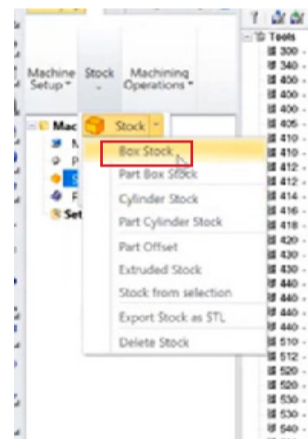 Machine Setup
Stock
Machining Operations
Tools
300 -
340 -
400 -
400 -
400 -
400 -
405 -
410 -
410 -
412 -
412 -
414 -
416 -
418 -
420 -
430 -
430 -
440 -
440 -
440 -
440 -
510 -
512 -
520 -
520 -
530 -
530 -
540 -
Mac
Stock
Set
Box Stock
Part Box Stock
Cylinder Stock
Part Cylinder Stock
Part Offset
Extruded Stock
Stock from selection
Export Stock as STL
Delete Stock